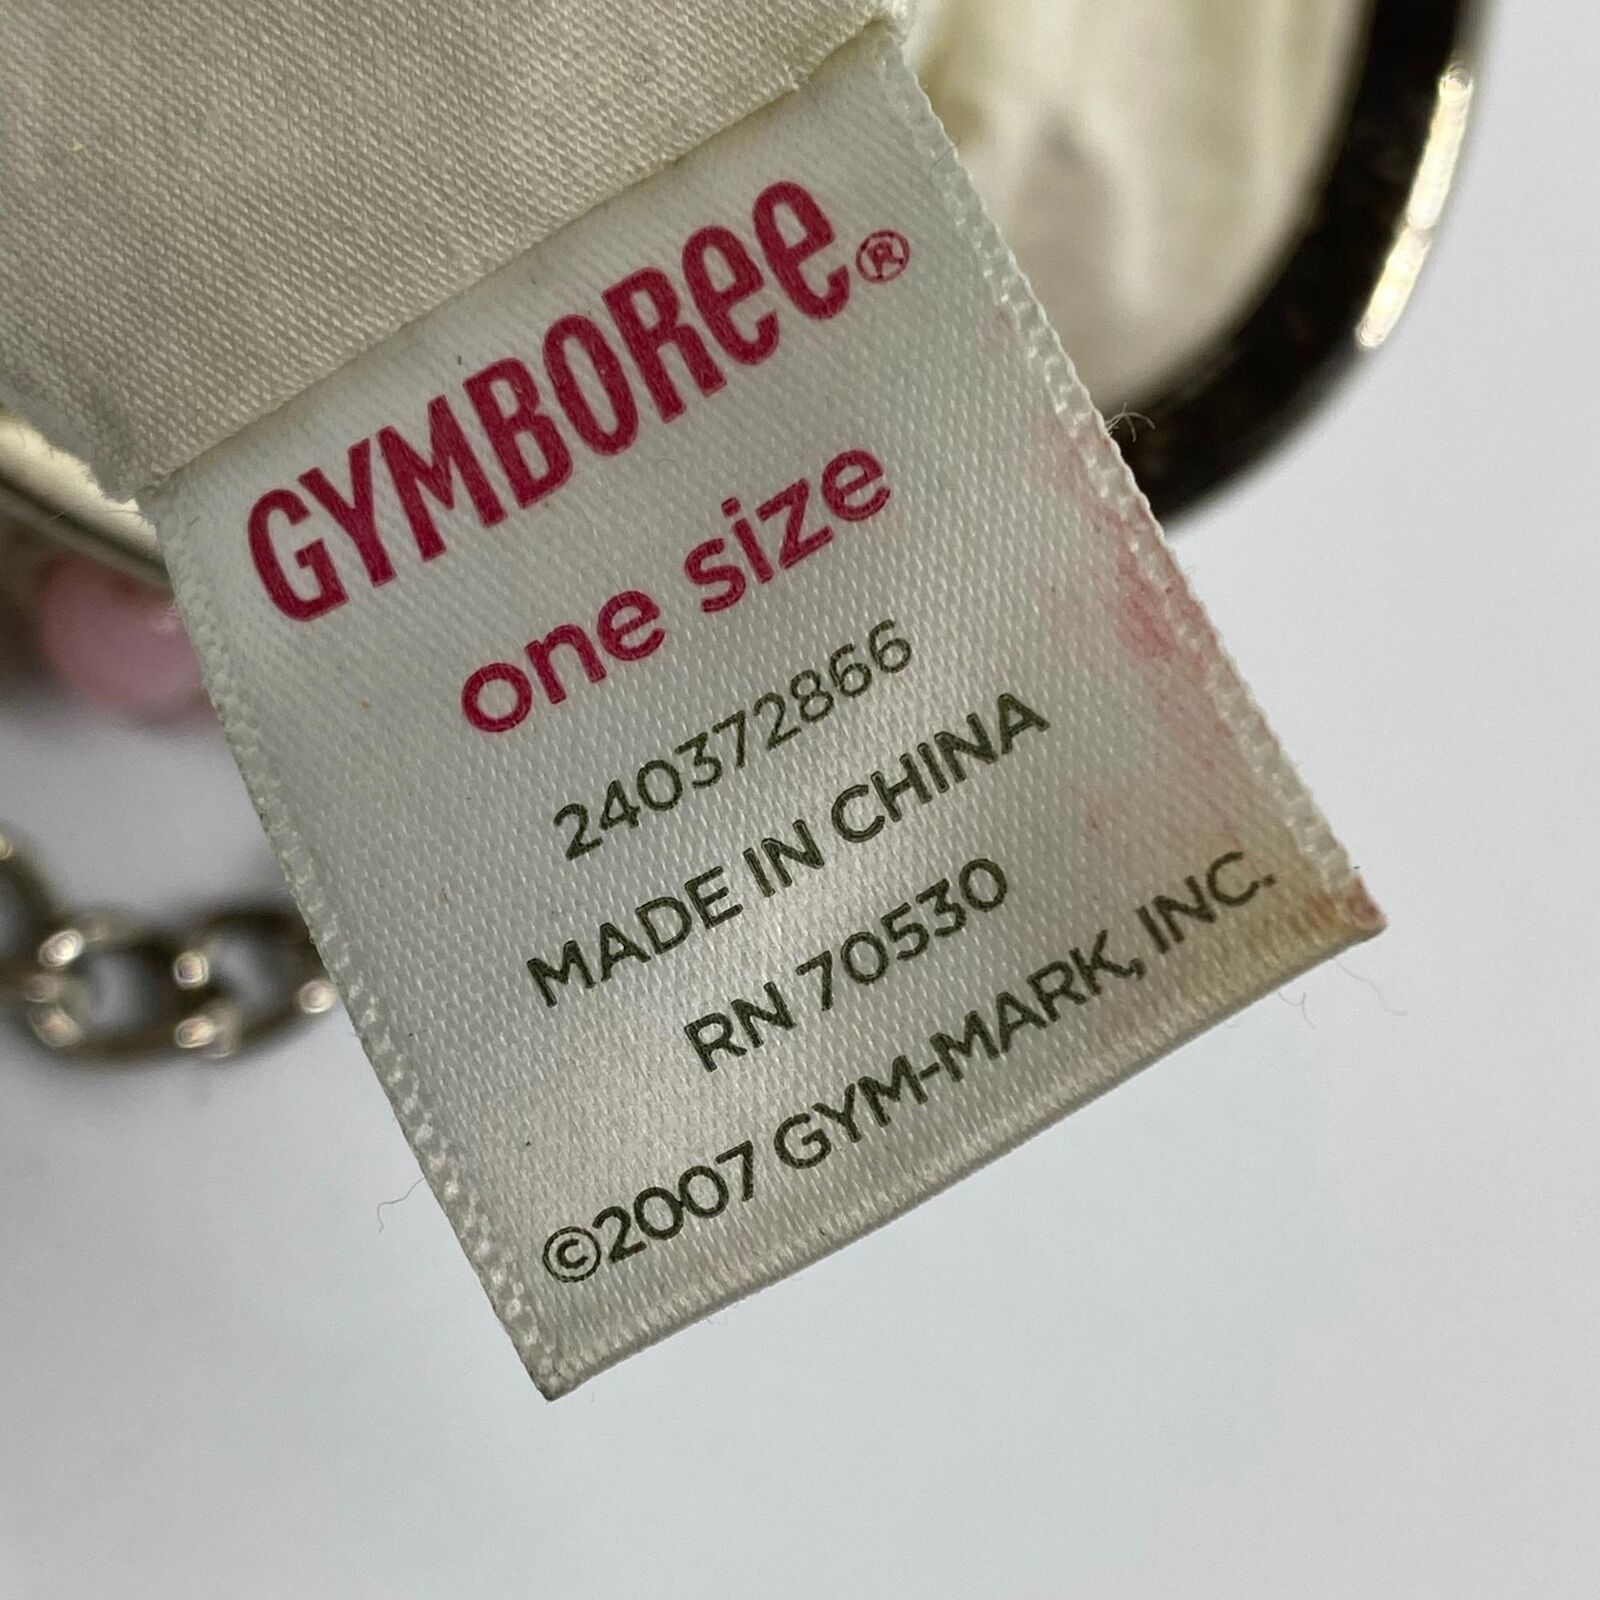 GYMBOREE®
one size
240372866
MADE IN CHINA
RN 70530
©2007 GYM-MARK, INC.